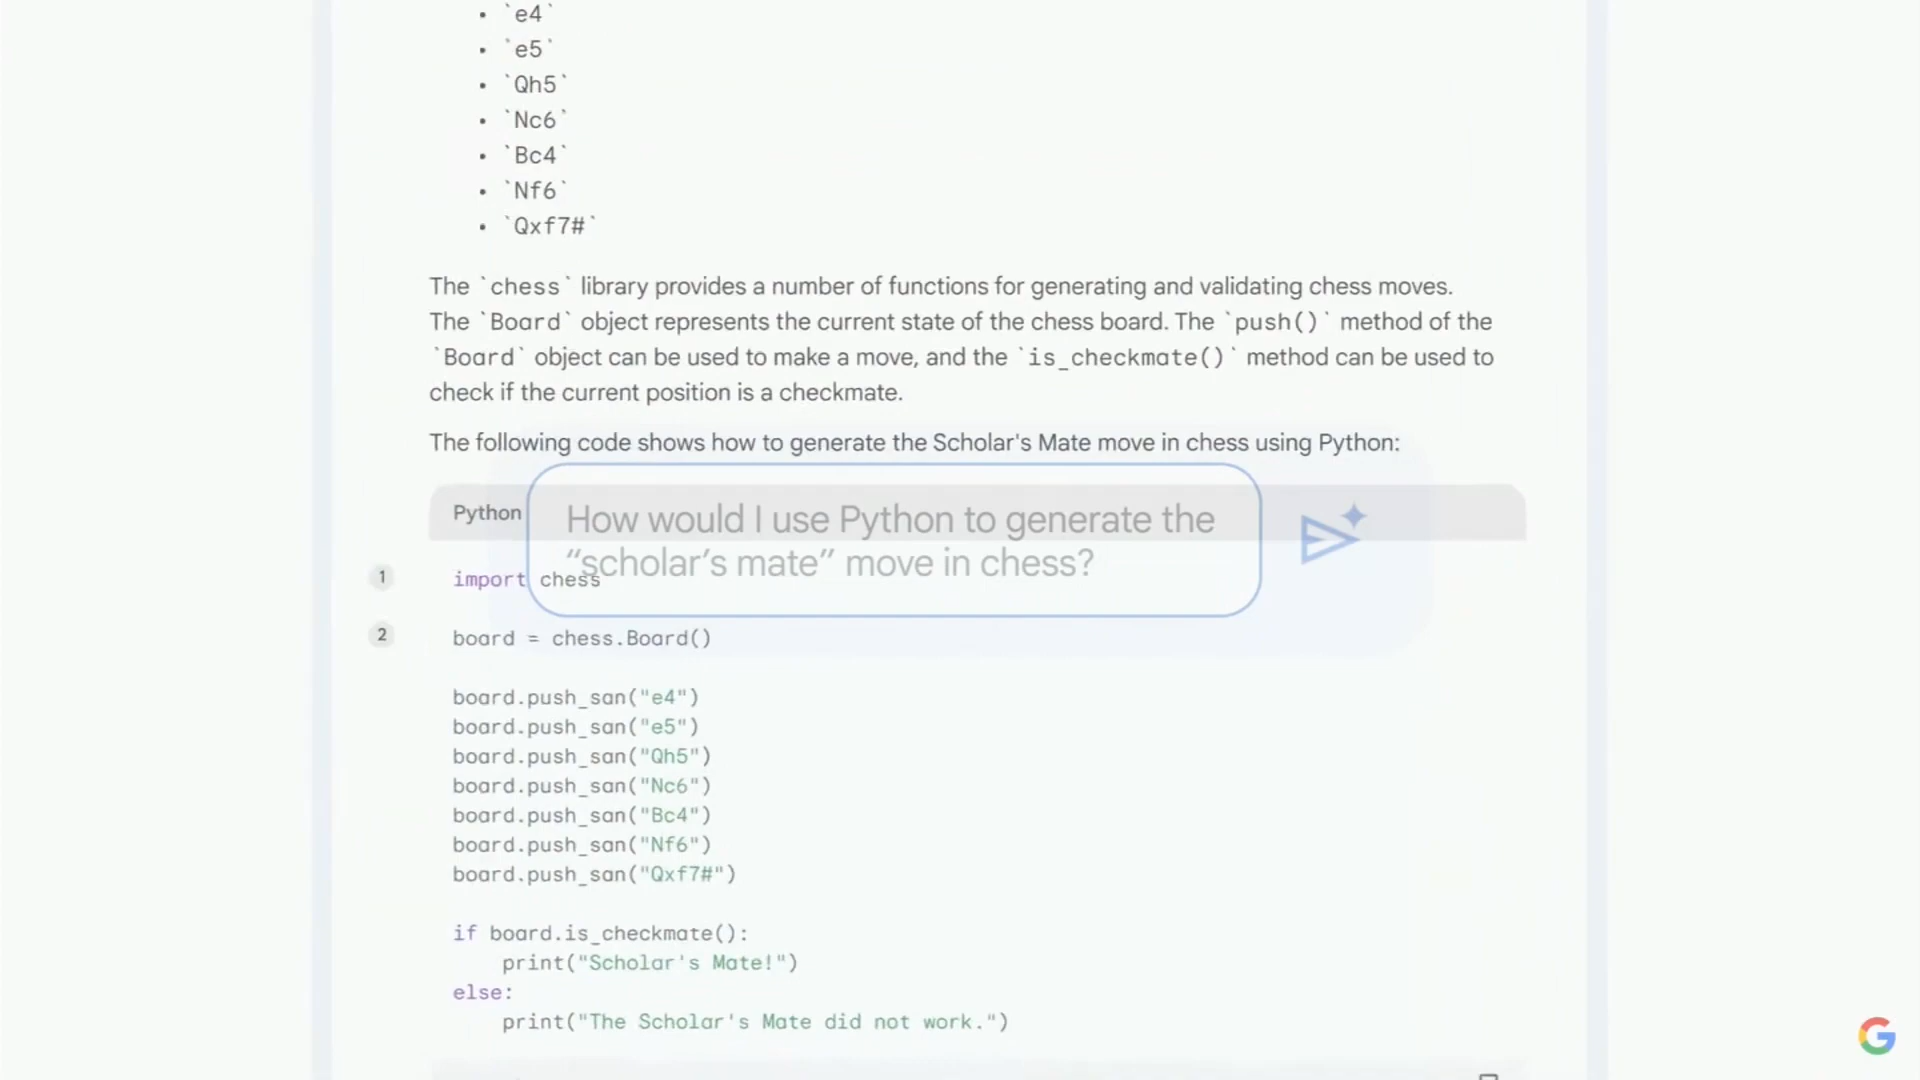 • `e4`
• `e5`
• `Qh5`
• `Nc6`
• `Bc4`
• `Nf6`
• `Qxf7#`
The `chess` library provides a number of functions for generating and validating chess moves.
The `Board` object represents the current state of the chess board. The `push()` method of the
`Board` object can be used to make a move, and the `is_checkmate()` method can be used to
check if the current position is a checkmate.
The following code shows how to generate the Scholar's Mate move in chess using Python:
Python
How would I use Python to generate the
“scholar’s mate” move in chess?
1
import chess
2
board = chess.Board()
board.push_san("e4")
board.push_san("e5")
board.push_san("Qh5")
board.push_san("Nc6")
board.push_san("Bc4")
board.push_san("Nf6")
board.push_san("Qxf7#")
if board.is_checkmate():
    print("Scholar's Mate!")
else:
    print("The Scholar's Mate did not work.")
G